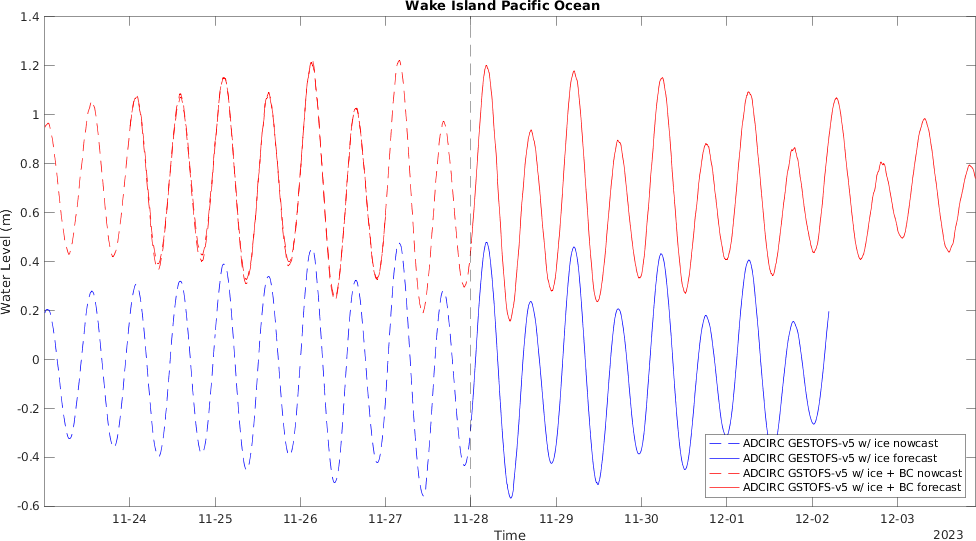 Wake Island Pacific Ocean
Water Level (m)
1.4
1.2
1
0.8
0.6
0.4
0.2
0
-0.2
-0.4
-0.6
ADCIRC GESTOFS-v5 w/ ice nowcast
ADCIRC GESTOFS-v5 w/ ice forecast
ADCIRC GSTOFS-v5 w/ ice + BC nowcast
ADCIRC GSTOFS-v5 w/ ice + BC forecast
11-24 11-25 11-26 11-27 11-28 11-29 11-30 12-01 12-02 12-03
Time
2023